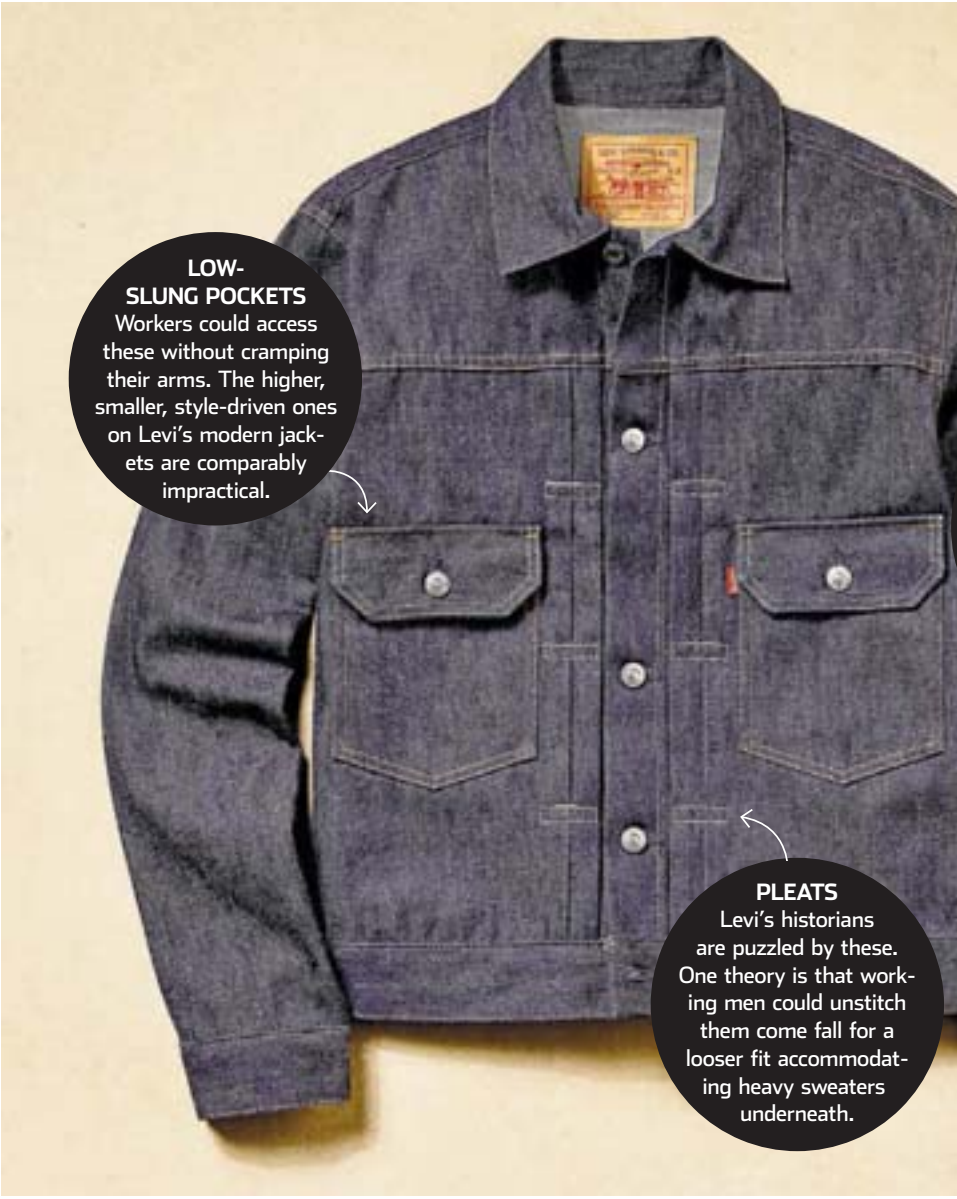 LOW-
SLUNG POCKETS
Workers could access
these without cramping
their arms. The higher,
smaller, style-driven ones
on Levi's modern jack-
ets are comparably
impractical.
PLEATS
Levi's historians
are puzzled by these.
One theory is that work-
ing men could unstitch
them come fall for a
looser fit accommodat-
ing heavy sweaters
underneath.